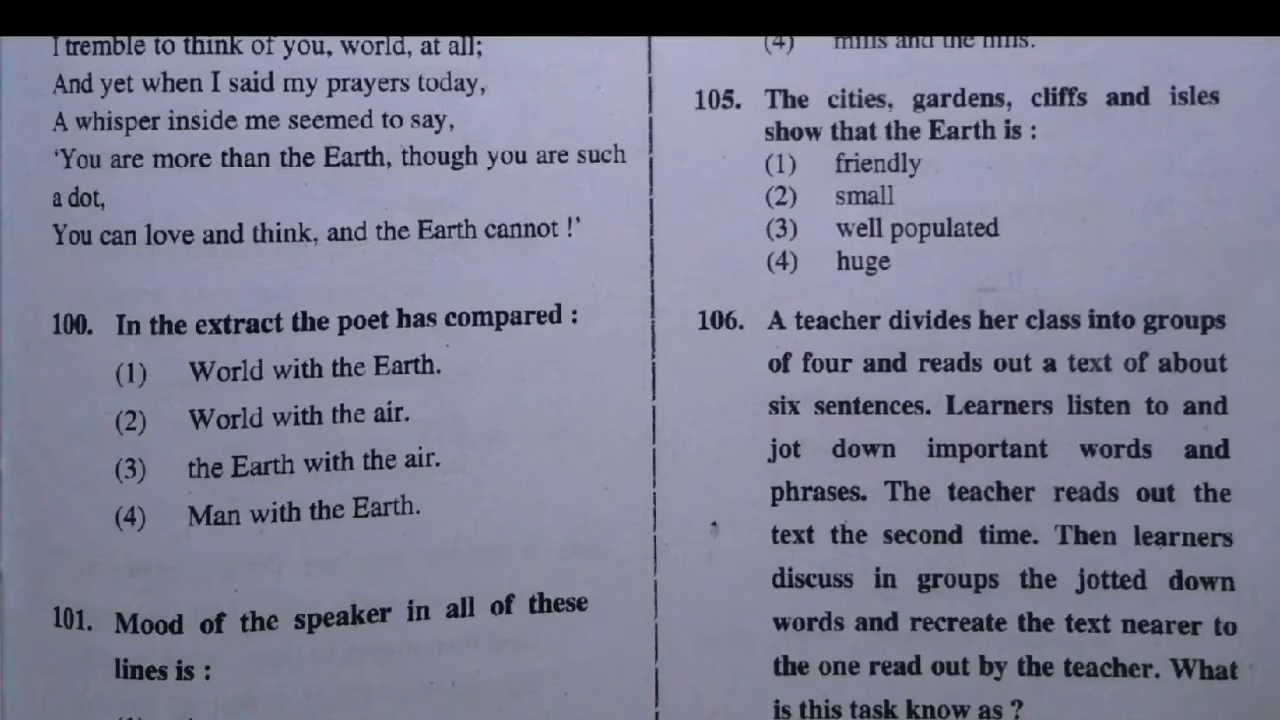 I tremble to think of you, world, at all;
And yet when I said my prayers today,
A whisper inside me seemed to say,
‘You are more than the Earth, though you are such
a dot,
You can love and think, and the Earth cannot !’
100. In the extract the poet has compared :
(1) World with the Earth.
(2) World with the air.
(3) the Earth with the air.
(4) Man with the Earth.
101. Mood of the speaker in all of these
lines is :
(4) mills and the hills.
105. The cities, gardens, cliffs and isles
show that the Earth is :
(1) friendly
(2) small
(3) well populated
(4) huge
106. A teacher divides her class into groups
of four and reads out a text of about
six sentences. Learners listen to and
jot down important words and
phrases. The teacher reads out the
text the second time. Then learners
discuss in groups the jotted down
words and recreate the text nearer to
the one read out by the teacher. What
is this task know as ?